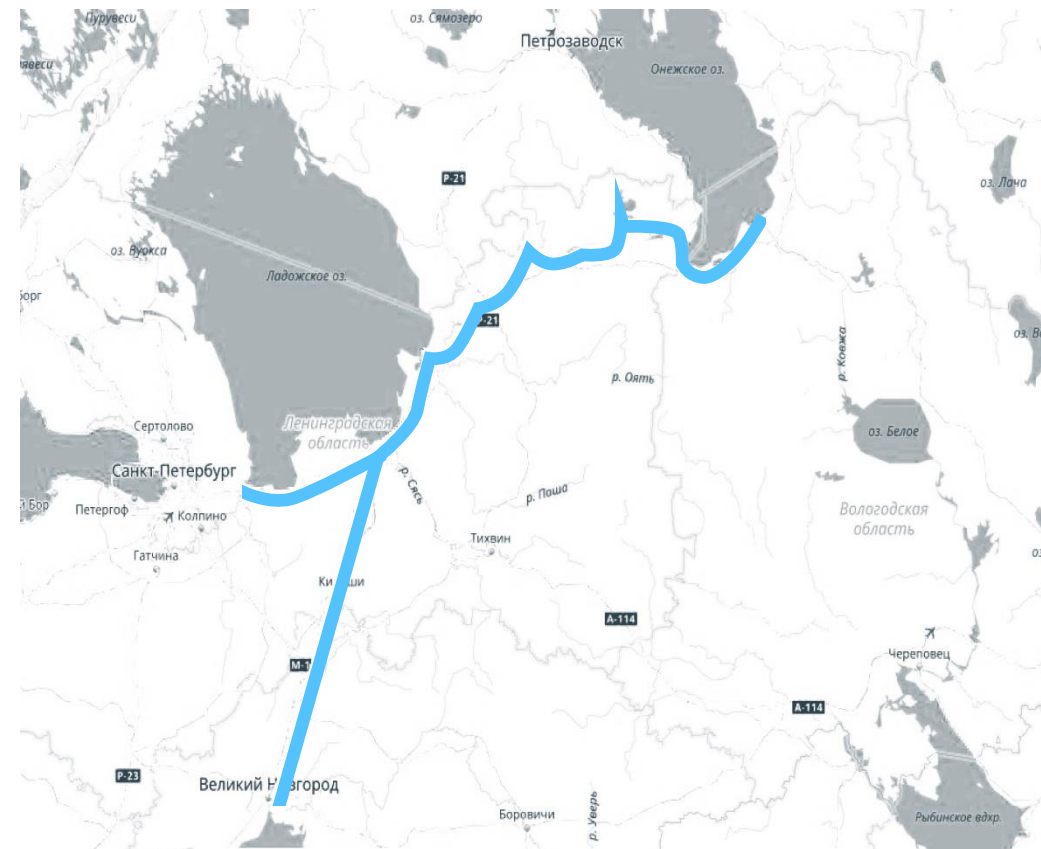 Пурувеси
оз. Сямозеро
Петрозаводск
Онежское оз.
Р-21
оз. Лача
оз. Вуокса
Ладожское оз.
р. Ковжа
р. Оять
Ленинградская
область
оз. Белое
Сертолово
Санкт-Петербург
р. Сясь
р. Паша
Петергоф
Колпино
Вологодская
область
Гатчина
Тихвин
А-114
Череповец
А-114
Р-23
Великий Новгород
Боровичи
р. Уверь
Рыбинское вдхр.